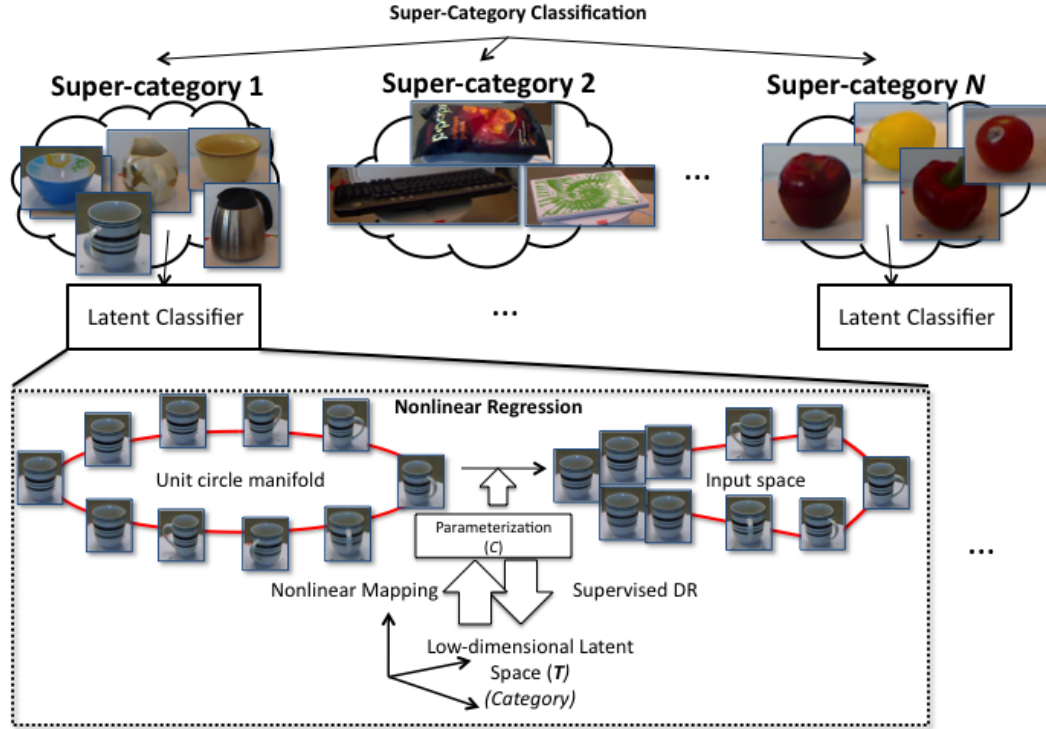 Super-Category Classification
Super-category 1
Super-category 2
Super-category N
...
Latent Classifier
...
Latent Classifier
Nonlinear Regression
Unit circle manifold
Input space
Parameterization
(C)
...
Nonlinear Mapping
Supervised DR
Low-dimensional Latent
Space (T)
(Category)